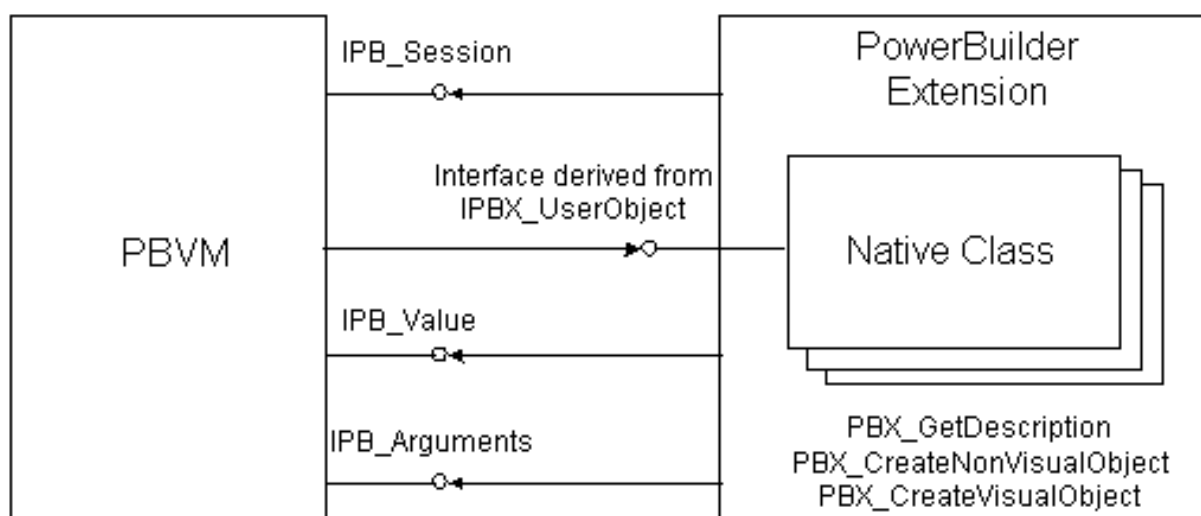 IPB_Session
PowerBuilder
Extension
Interface derived from
IPBX_UserObject
PBVM
Native Class
IPB_Value
IPB_Arguments
PBX_GetDescription
PBX_CreateNonVisualObject
PBX_CreateVisualObject